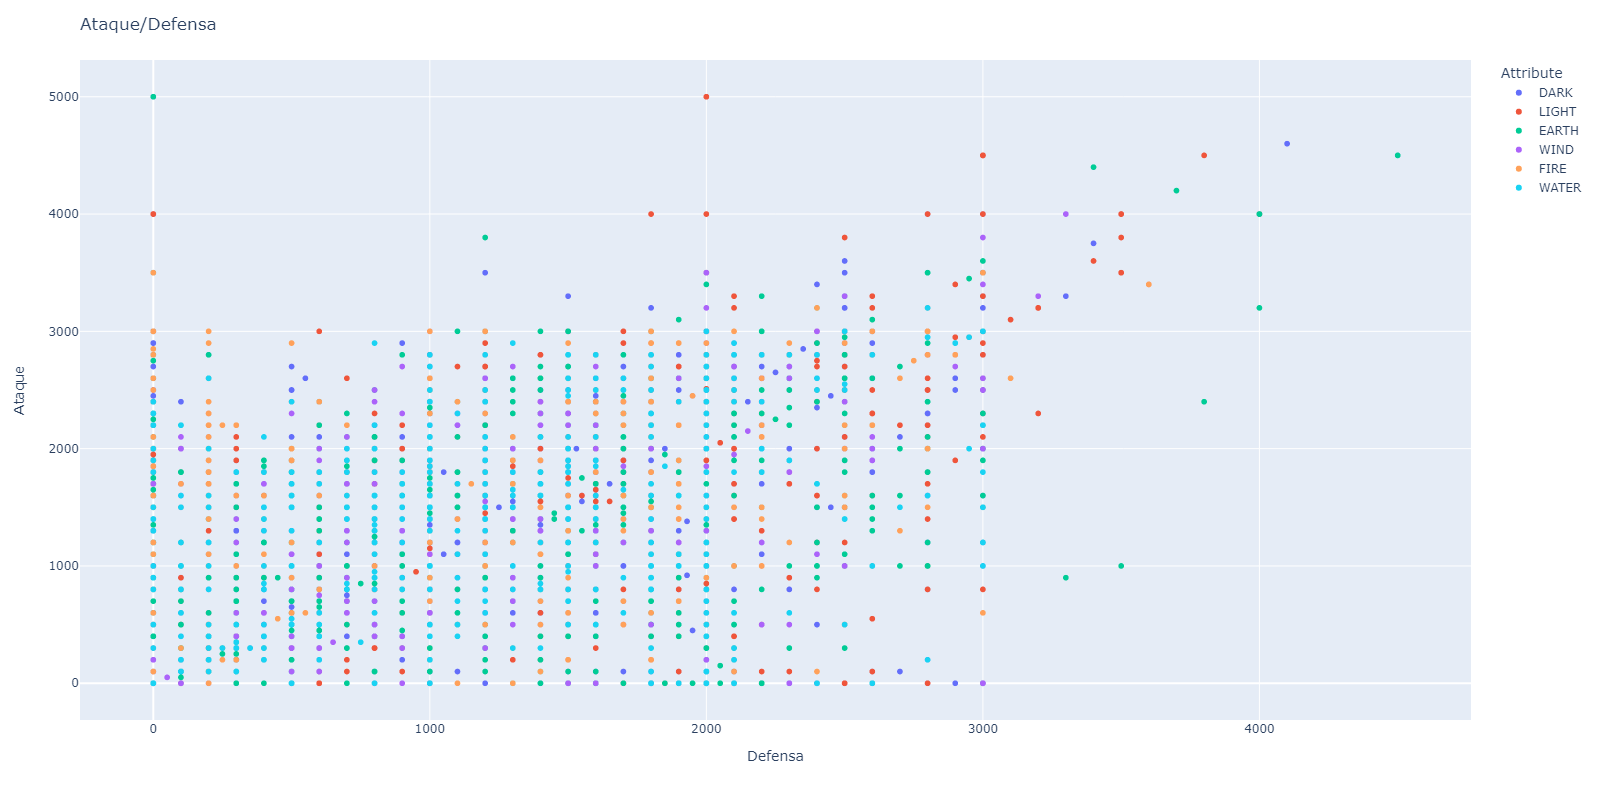 Ataque/Defensa
Attribute
DARK
LIGHT
EARTH
WIND
FIRE
WATER
5000
4000
3000
2000
1000
0
Ataque
0
1000
2000
3000
4000
Defensa